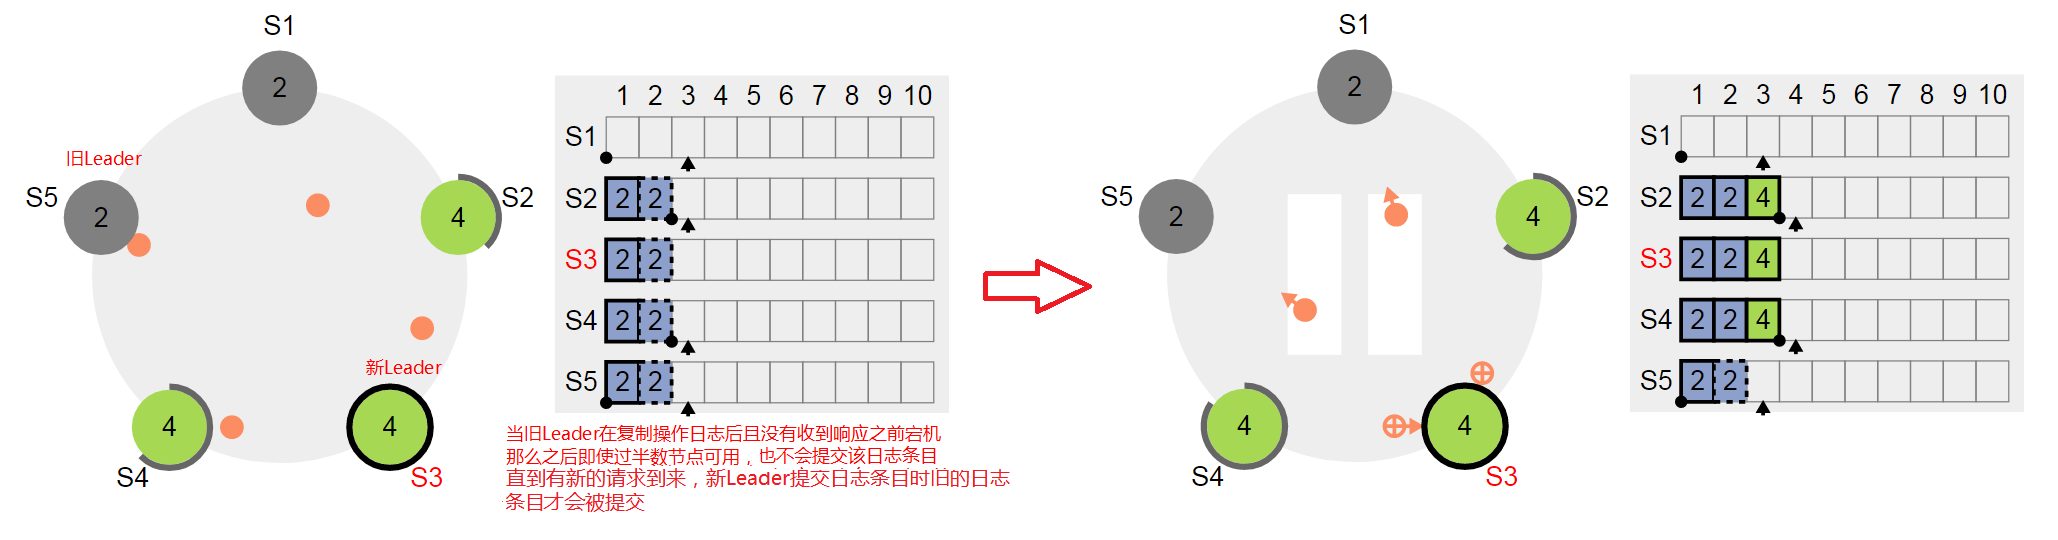 S1
2
旧Leader
S5
2
4
S2
新Leader
4
S4
4
S3
1 2 3 4 5 6 7 8 9 10
S1
S2 2 2
S3 2 2
S4 2 2
S5 2 2
当旧Leader在复制操作日志后且没有收到响应之前宕机
那么之后即使过半数节点可用，也不会提交该日志条目
直到有新的请求到来，新Leader提交日志条目时旧的日志
条目才会被提交
S1
2
S5
2
4
S2
4
S4
4
S3
1 2 3 4 5 6 7 8 9 10
S1
S2 2 2 4
S3 2 2 4
S4 2 2 4
S5 2 2